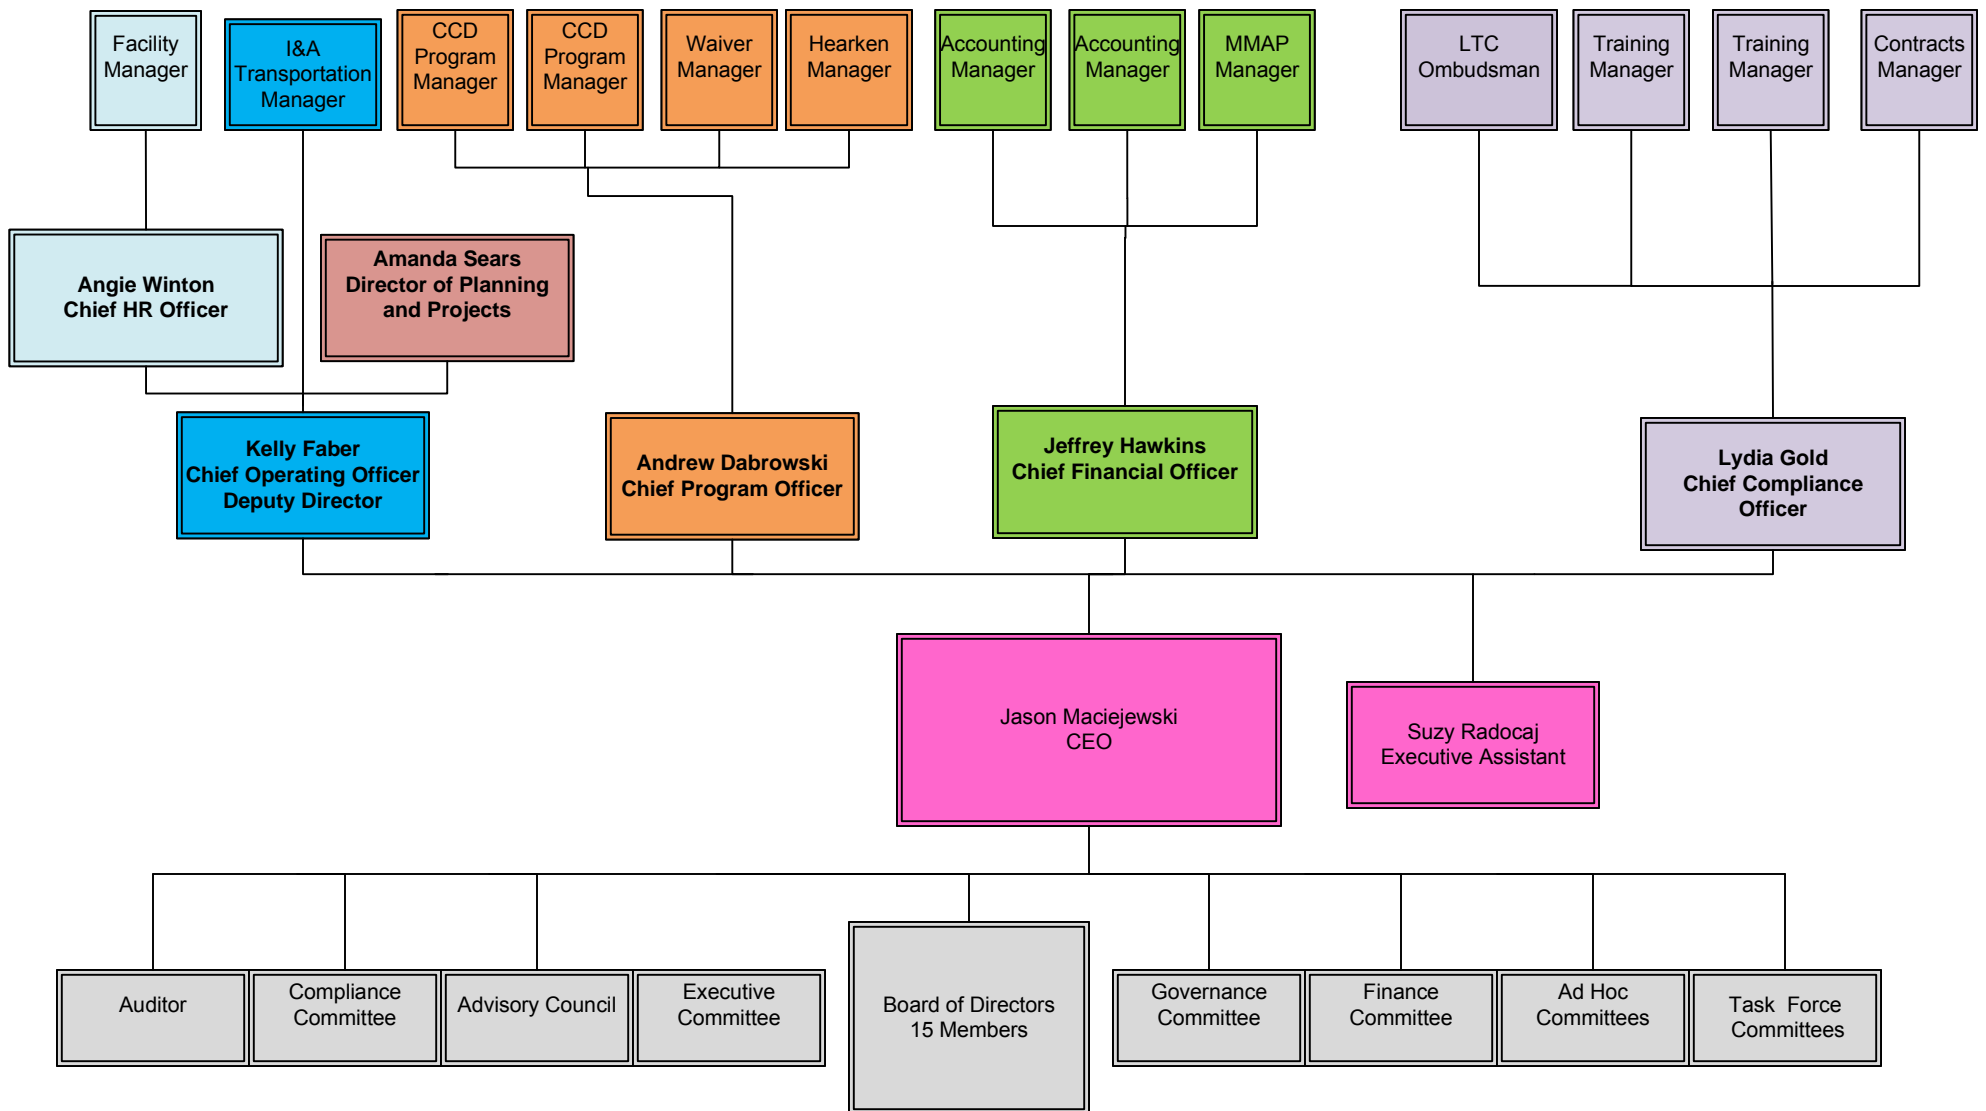 Facility
Manager
I&A
Transportation
Manager
CCD
Program
Manager
CCD
Program
Manager
Waiver
Manager
Hearken
Manager
Accounting
Manager
Accounting
Manager
MMAP
Manager
LTC
Ombudsman
Training
Manager
Training
Manager
Contracts
Manager
Angie Winton
Chief HR Officer
Amanda Sears
Director of Planning
and Projects
Kelly Faber
Chief Operating Officer
Deputy Director
Andrew Dabrowski
Chief Program Officer
Jeffrey Hawkins
Chief Financial Officer
Lydia Gold
Chief Compliance
Officer
Jason Maciejewski
CEO
Suzy Radocaj
Executive Assistant
Auditor
Compliance
Committee
Advisory Council
Executive
Committee
Board of Directors
15 Members
Governance
Committee
Finance
Committee
Ad Hoc
Committees
Task Force
Committees